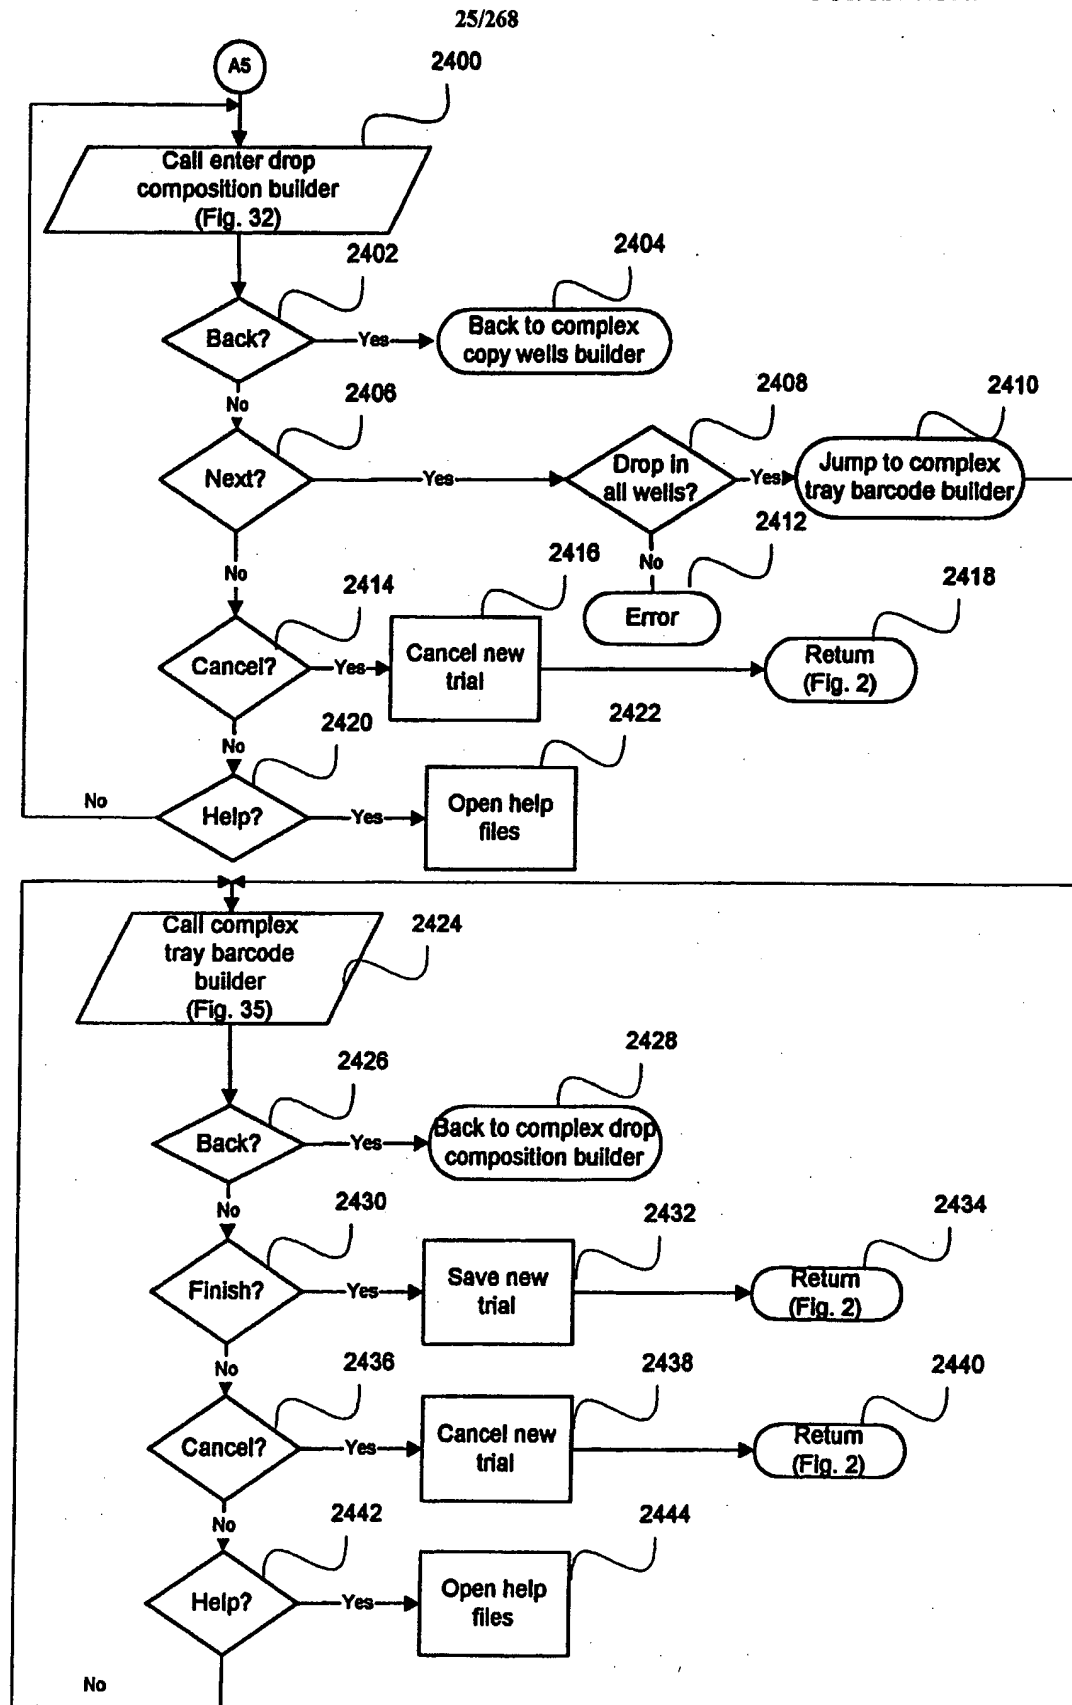 25/268
A5
2400
Call enter drop
composition builder
(Fig. 32)
2402
2404
Back?
Yes
Back to complex
copy wells builder
No
2406
2408
2410
Next?
Yes
Drop in
all wells?
Yes
Jump to complex
tray barcode builder
No
2412
Error
No
2414
2416
2418
Cancel?
Yes
Cancel new
trial
Return
(Fig. 2)
No
2420
2422
No
Help?
Yes
Open help
files
Call complex
tray barcode
builder
(Fig. 35)
2424
2426
2428
Back?
Yes
Back to complex drop
composition builder
No
2430
2432
2434
Finish?
Yes
Save new
trial
Return
(Fig. 2)
No
2436
2438
2440
Cancel?
Yes
Cancel new
trial
Return
(Fig. 2)
No
2442
2444
Help?
Yes
Open help
files
No